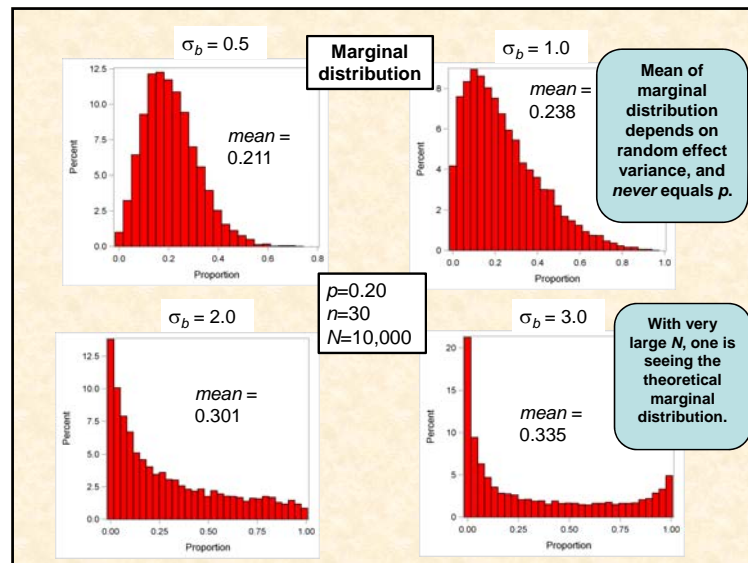 σb = 0.5
Marginal
distribution
σb = 1.0
12.5
10.0
7.5
5.0
2.5
0.0
Percent
mean =
0.211
0.0
0.2
0.4
0.6
0.8
Proportion
8
6
4
2
0
Percent
mean =
0.238
0.0
0.2
0.4
0.6
0.8
1.0
Proportion
Mean of
marginal
distribution
depends on
random effect
variance, and
never equals p.
p=0.20
n=30
N=10,000
σb = 2.0
12.5
10.0
7.5
5.0
2.5
0.0
Percent
mean =
0.301
0.00
0.25
0.50
0.75
1.00
Proportion
σb = 3.0
20
15
10
5
0
Percent
mean =
0.335
0.00
0.25
0.50
0.75
1.00
Proportion
With very
large N, one is
seeing the
theoretical
marginal
distribution.